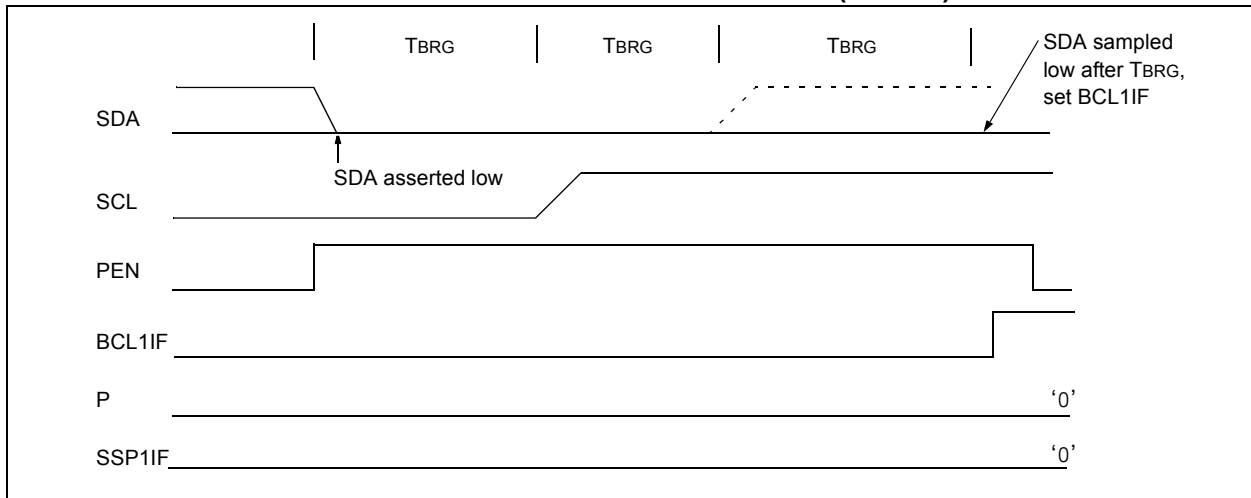 TBRG TBRG TBRG
SDA sampled
low after TBRG,
set BCL1IF
SDA
SDA asserted low
SCL
PEN
BCL1IF
P
‘0’
SSP1IF
‘0’